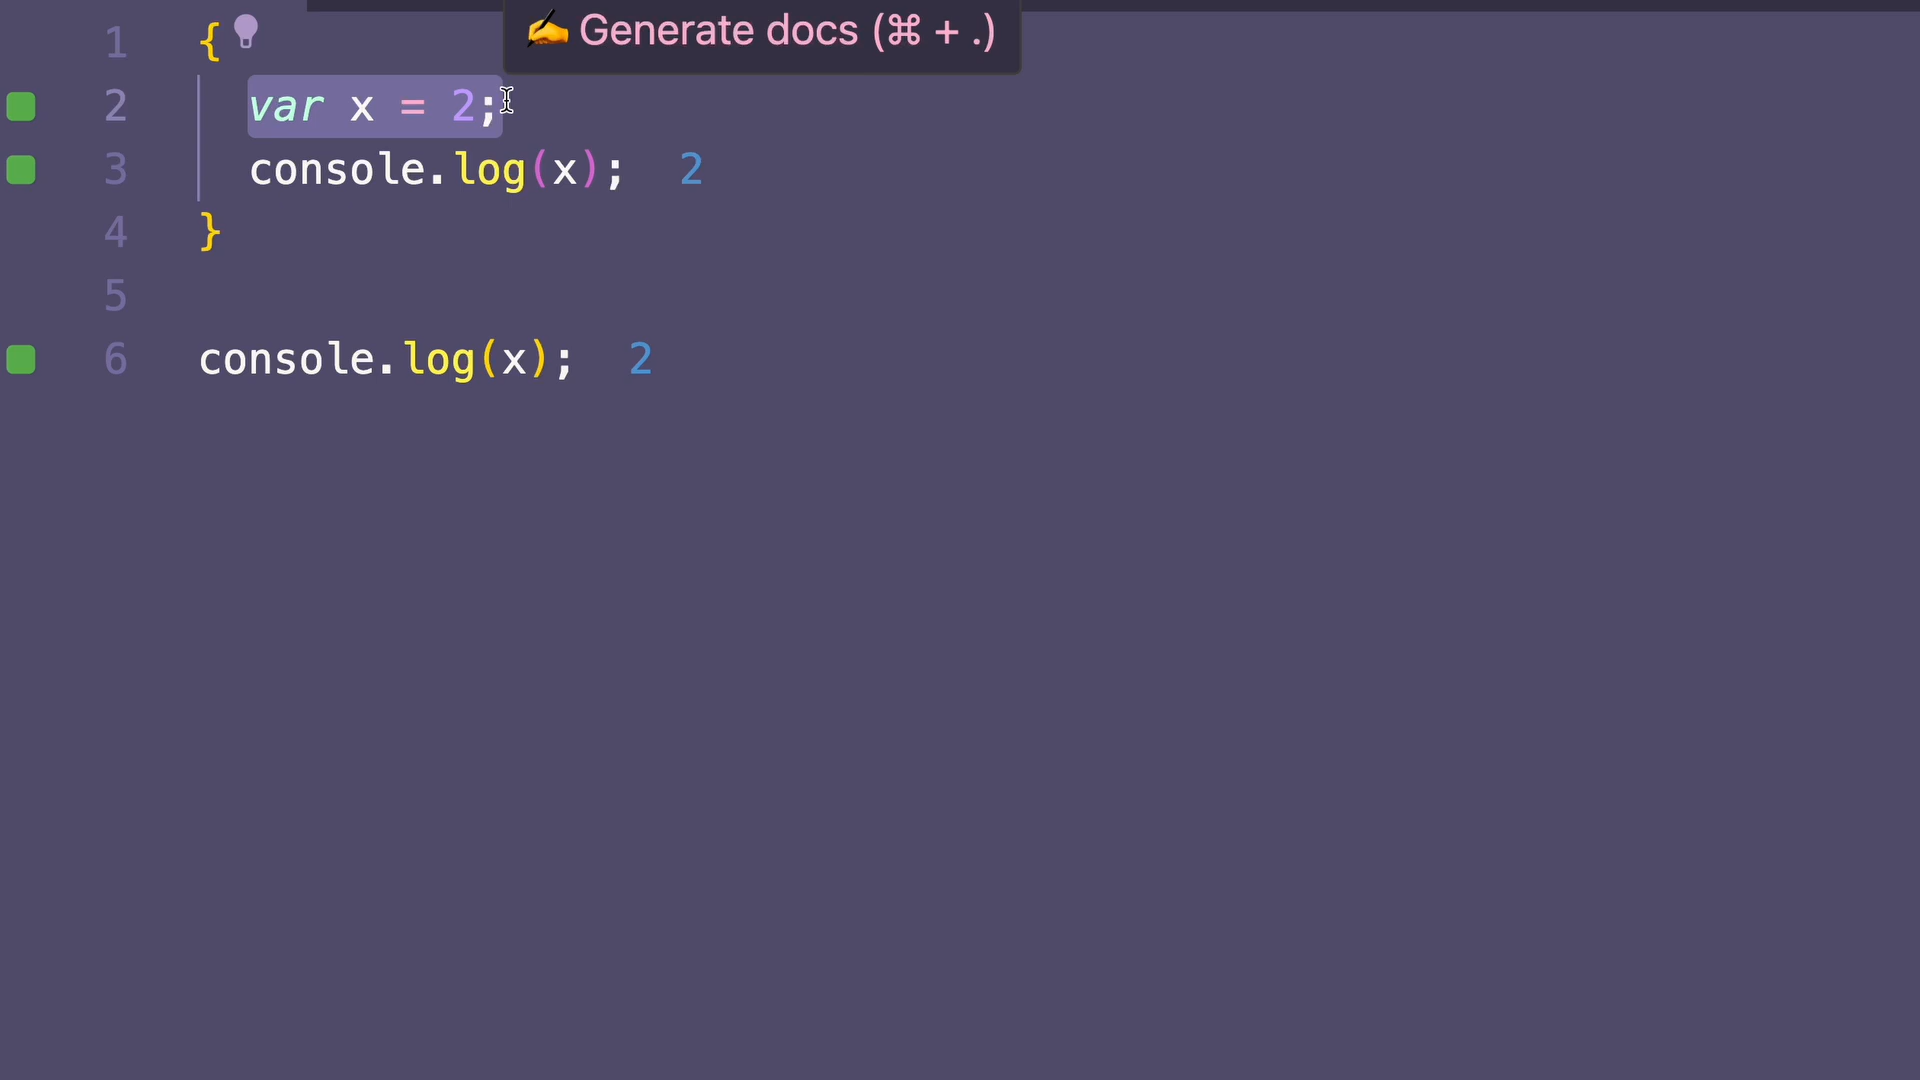 ✍️ Generate docs (⌘ + .)
1 {
2 var x = 2;
3 console.log(x); 2
4 }
5
6 console.log(x); 2